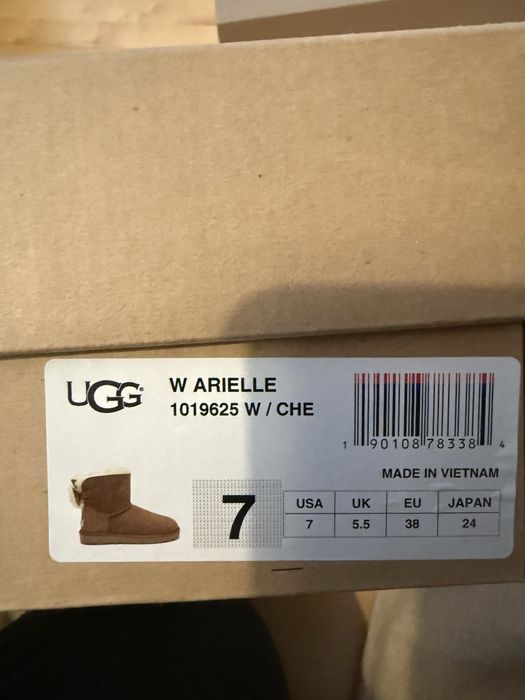 UGG®
W ARIELLE
1019625 W / CHE
1 90108 78338 4
MADE IN VIETNAM
7
USA UK EU JAPAN
7 5.5 38 24